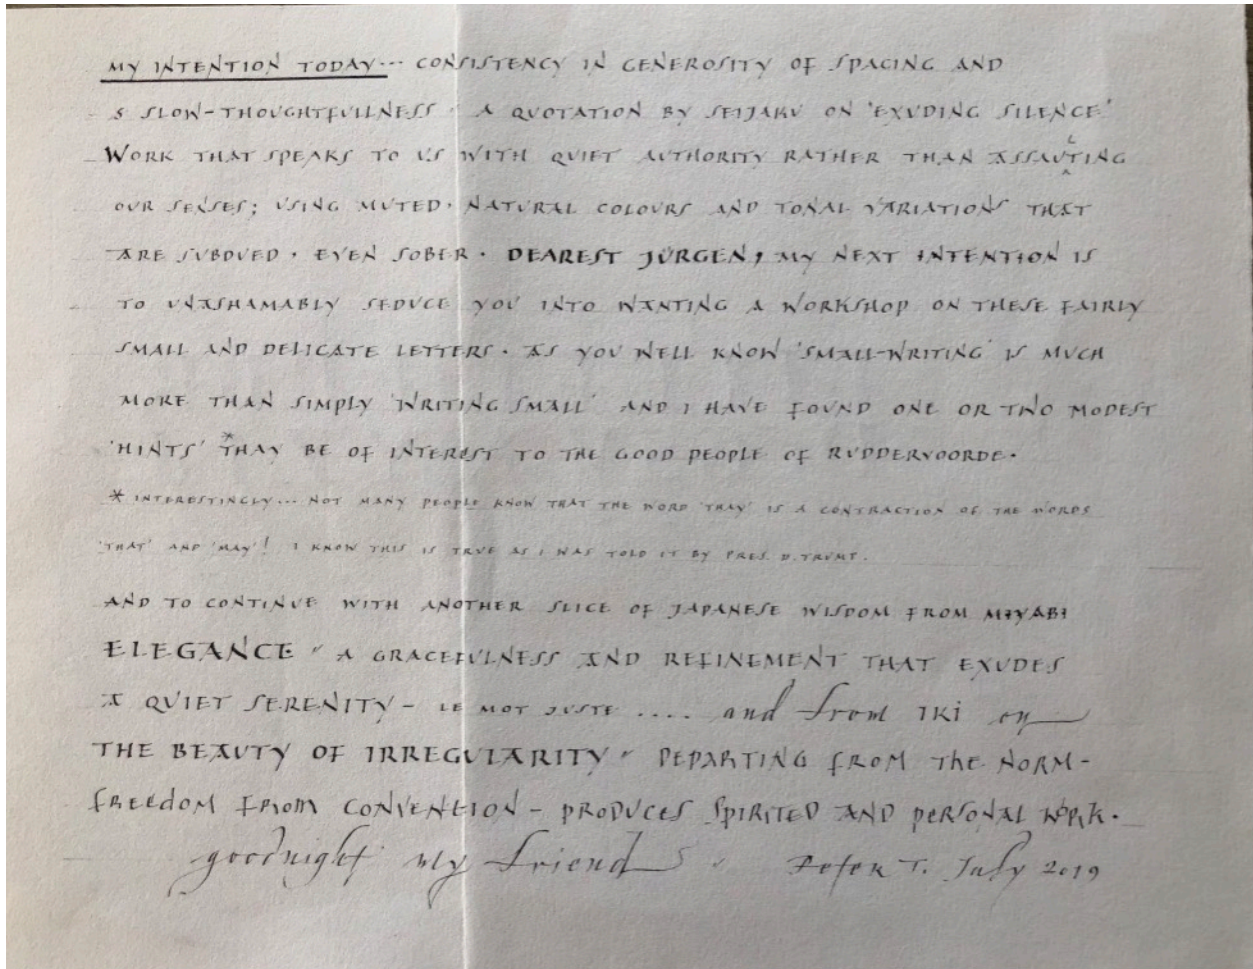 MY INTENTION TODAY... CONSISTENCY IN GENEROSITY OF SPACING AND
& SLOW-THOUGHTFULLNESS " A QUOTATION BY SEIJAKU ON 'EXUDING SILENCE'
WORK THAT SPEAKS TO US WITH QUIET AUTHORITY RATHER THAN ASSAULTING
OUR SENSES; USING MUTED · NATURAL COLOURS AND TONAL VARIATIONS THAT
ARE SUBDUED · EVEN SOBER · DEAREST JÜRGEN, MY NEXT INTENTION IS
TO UNASHAMABLY SEDUCE YOU INTO WANTING A WORKSHOP ON THESE FAIRLY
SMALL AND DELICATE LETTERS · AS YOU WELL KNOW 'SMALL-WRITING' IS MUCH
MORE THAN SIMPLY 'WRITING SMALL' AND I HAVE FOUND ONE OR TWO MODEST
'HINTS' THAY* BE OF INTEREST TO THE GOOD PEOPLE OF RUDDERVOORDE.
* INTERESTINGLY... NOT MANY PEOPLE KNOW THAT THE WORD 'THAY' IS A CONTRACTION OF THE WORDS
'THAT' AND 'MAY'! I KNOW THIS IS TRUE AS I WAS TOLD IT BY PRES. D. TRUMP.
AND TO CONTINUE WITH ANOTHER SLICE OF JAPANESE WISDOM FROM MIYABI
ELEGANCE " A GRACEFULNESS AND REFINEMENT THAT EXUDES
A QUIET SERENITY - LE MOT JUSTE .... and from IKI on
THE BEAUTY OF IRREGULARITY " DEPARTING FROM THE NORM -
FREEDOM FROM CONVENTION - PRODUCES SPIRITED AND PERSONAL WORK.
goodnight my friend " Peter T. July 2019